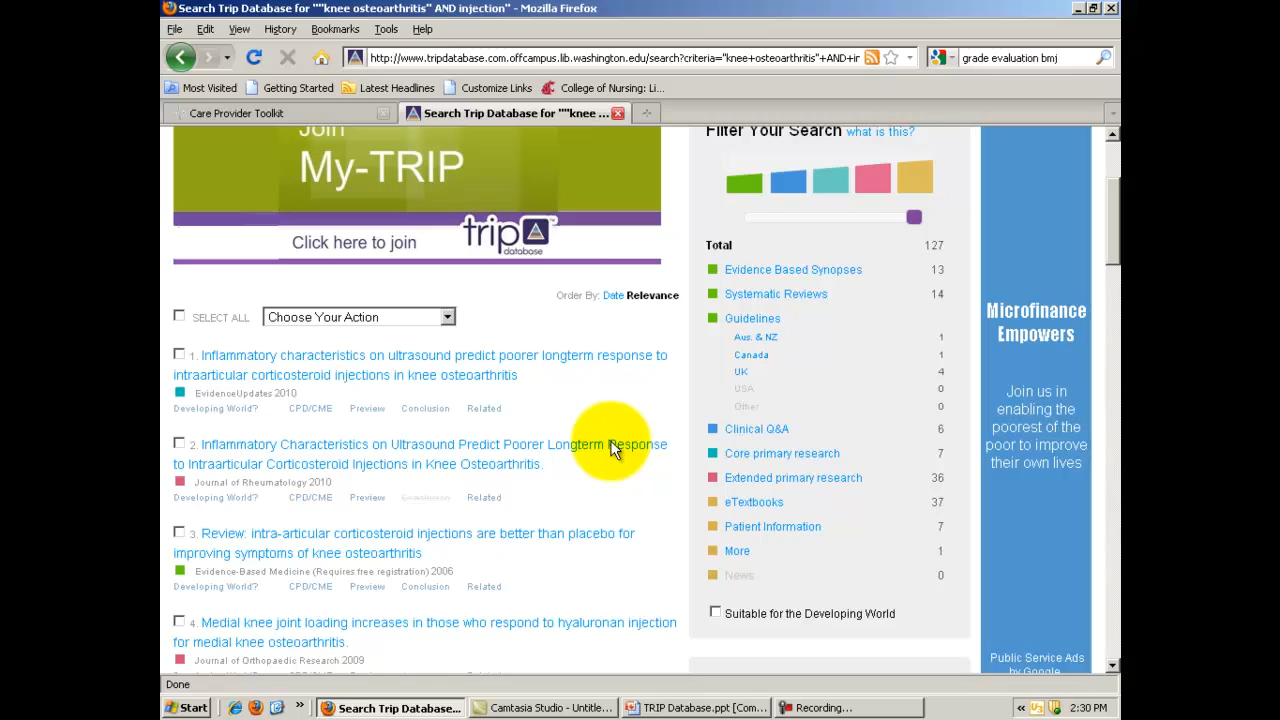 Search Trip Database for ""knee osteoarthritis" AND injection" - Mozilla Firefox
File Edit View History Bookmarks Tools Help
http://www.tripdatabase.com.offcampus.lib.washington.edu/search?criteria="knee+osteoarthritis"+AND+ir
grade evaluation bmj
Most Visited Getting Started Latest Headlines Customize Links College of Nursing: Li...
Care Provider Toolkit
Search Trip Database for ""knee ...
Join
My-TRIP
Click here to join
trip
database
Order By: Date Relevance
SELECT ALL
Choose Your Action
1. Inflammatory characteristics on ultrasound predict poorer longterm response to
intraarticular corticosteroid injections in knee osteoarthritis
EvidenceUpdates 2010
Developing World? CPD/CME Preview Conclusion Related
2. Inflammatory Characteristics on Ultrasound Predict Poorer Longterm Response
to Intraarticular Corticosteroid Injections in Knee Osteoarthritis.
Journal of Rheumatology 2010
Developing World? CPD/CME Preview Conclusion Related
3. Review: intra-articular corticosteroid injections are better than placebo for
improving symptoms of knee osteoarthritis
Evidence-Based Medicine (Requires free registration) 2006
Developing World? CPD/CME Preview Conclusion Related
4. Medial knee joint loading increases in those who respond to hyaluronan injection
for medial knee osteoarthritis.
Journal of Orthopaedic Research 2009
Filter Your Search what is this?
Total 127
Evidence Based Synopses 13
Systematic Reviews 14
Guidelines
Aus. & NZ 1
Canada 1
UK 4
USA 0
Other 0
Clinical Q&A 6
Core primary research 7
Extended primary research 36
eTextbooks 37
Patient Information 7
More 1
News 0
Suitable for the Developing World
Microfinance
Empowers
Join us in
enabling the
poorest of the
poor to improve
their own lives
Public Service Ads
by Google
Done
Start
Search Trip Database...
Camtasia Studio - Untitle...
TRIP Database.ppt [Com...
Recording...
2:30 PM